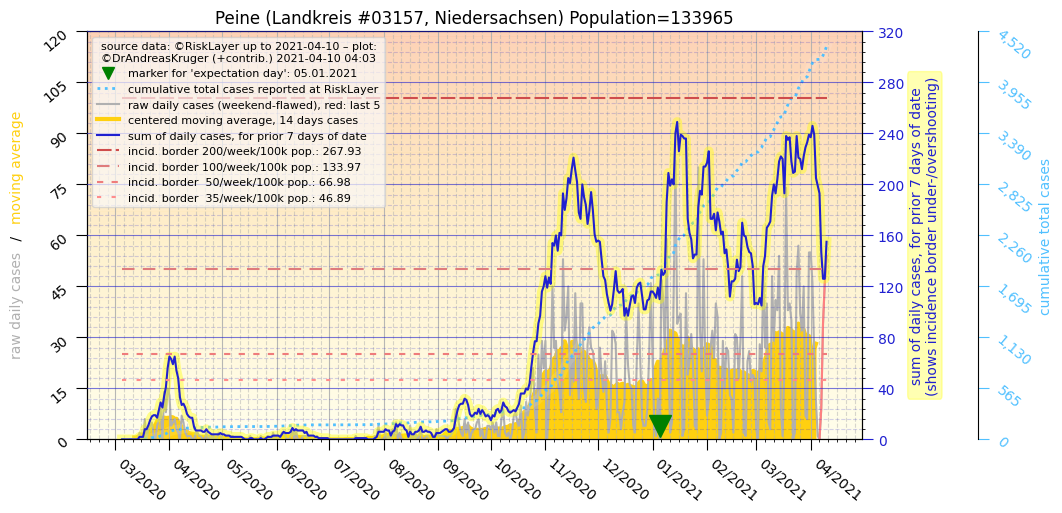 Peine (Landkreis #03157, Niedersachsen) Population=133965
source data: ©RiskLayer up to 2021-04-10 – plot:
©DrAndreasKruger (+contrib.) 2021-04-10 04:03
marker for 'expectation day': 05.01.2021
cumulative total cases reported at RiskLayer
raw daily cases (weekend-flawed), red: last 5
centered moving average, 14 days cases
sum of daily cases, for prior 7 days of date
incid. border 200/week/100k pop.: 267.93
incid. border 100/week/100k pop.: 133.97
incid. border  50/week/100k pop.: 66.98
incid. border  35/week/100k pop.: 46.89
raw daily cases / moving average
120
105
90
75
60
45
30
15
0
03/2020
04/2020
05/2020
06/2020
07/2020
08/2020
09/2020
10/2020
11/2020
12/2020
01/2021
02/2021
03/2021
04/2021
320
280
240
200
160
120
80
40
0
sum of daily cases, for prior 7 days of date
(shows incidence border under-/overshooting)
4,520
3,955
3,390
2,825
2,260
1,695
1,130
565
0
cumulative total cases